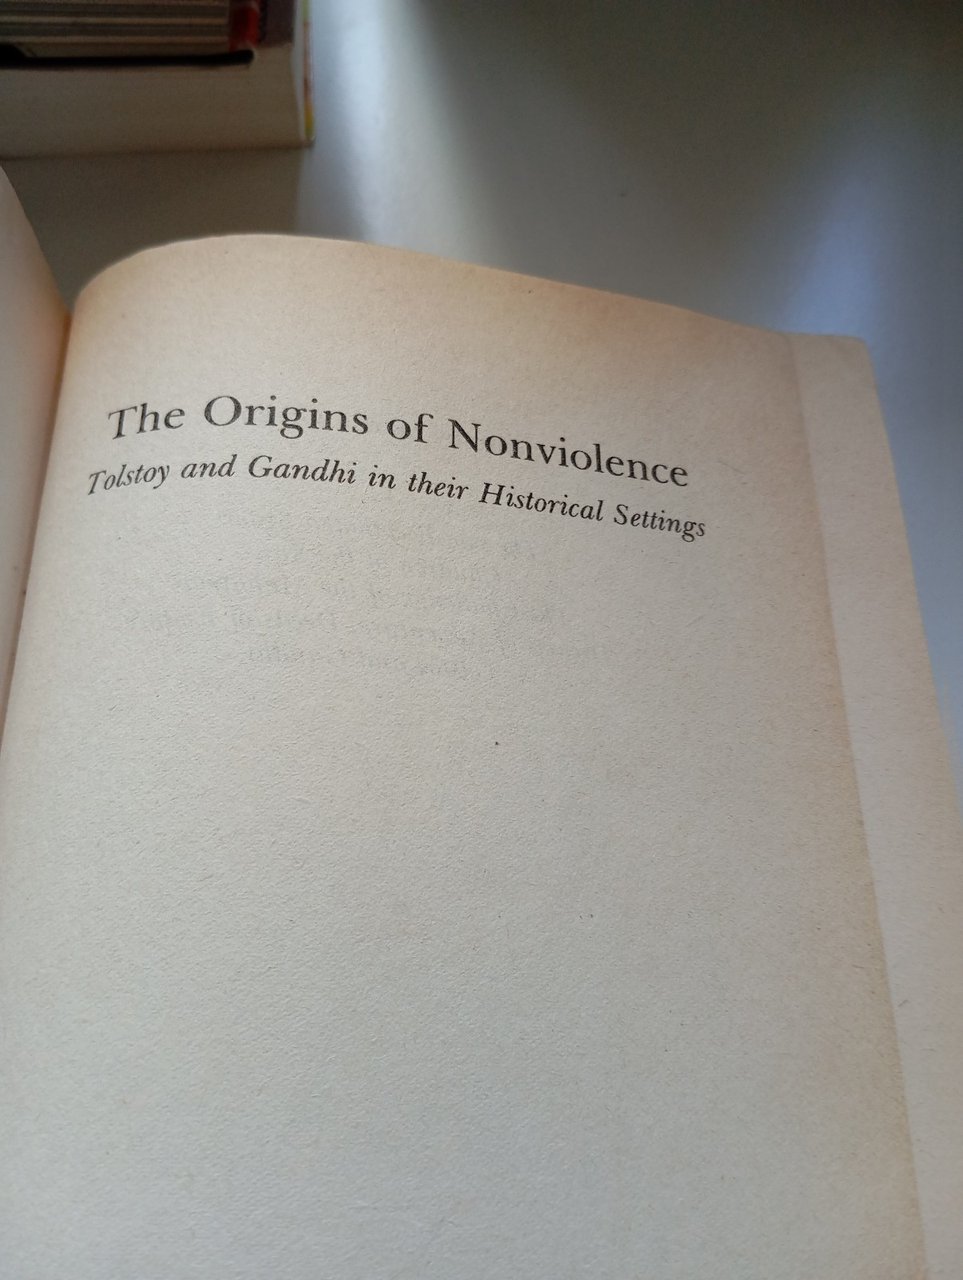 The Origins of Nonviolence
Tolstoy and Gandhi in their Historical Settings